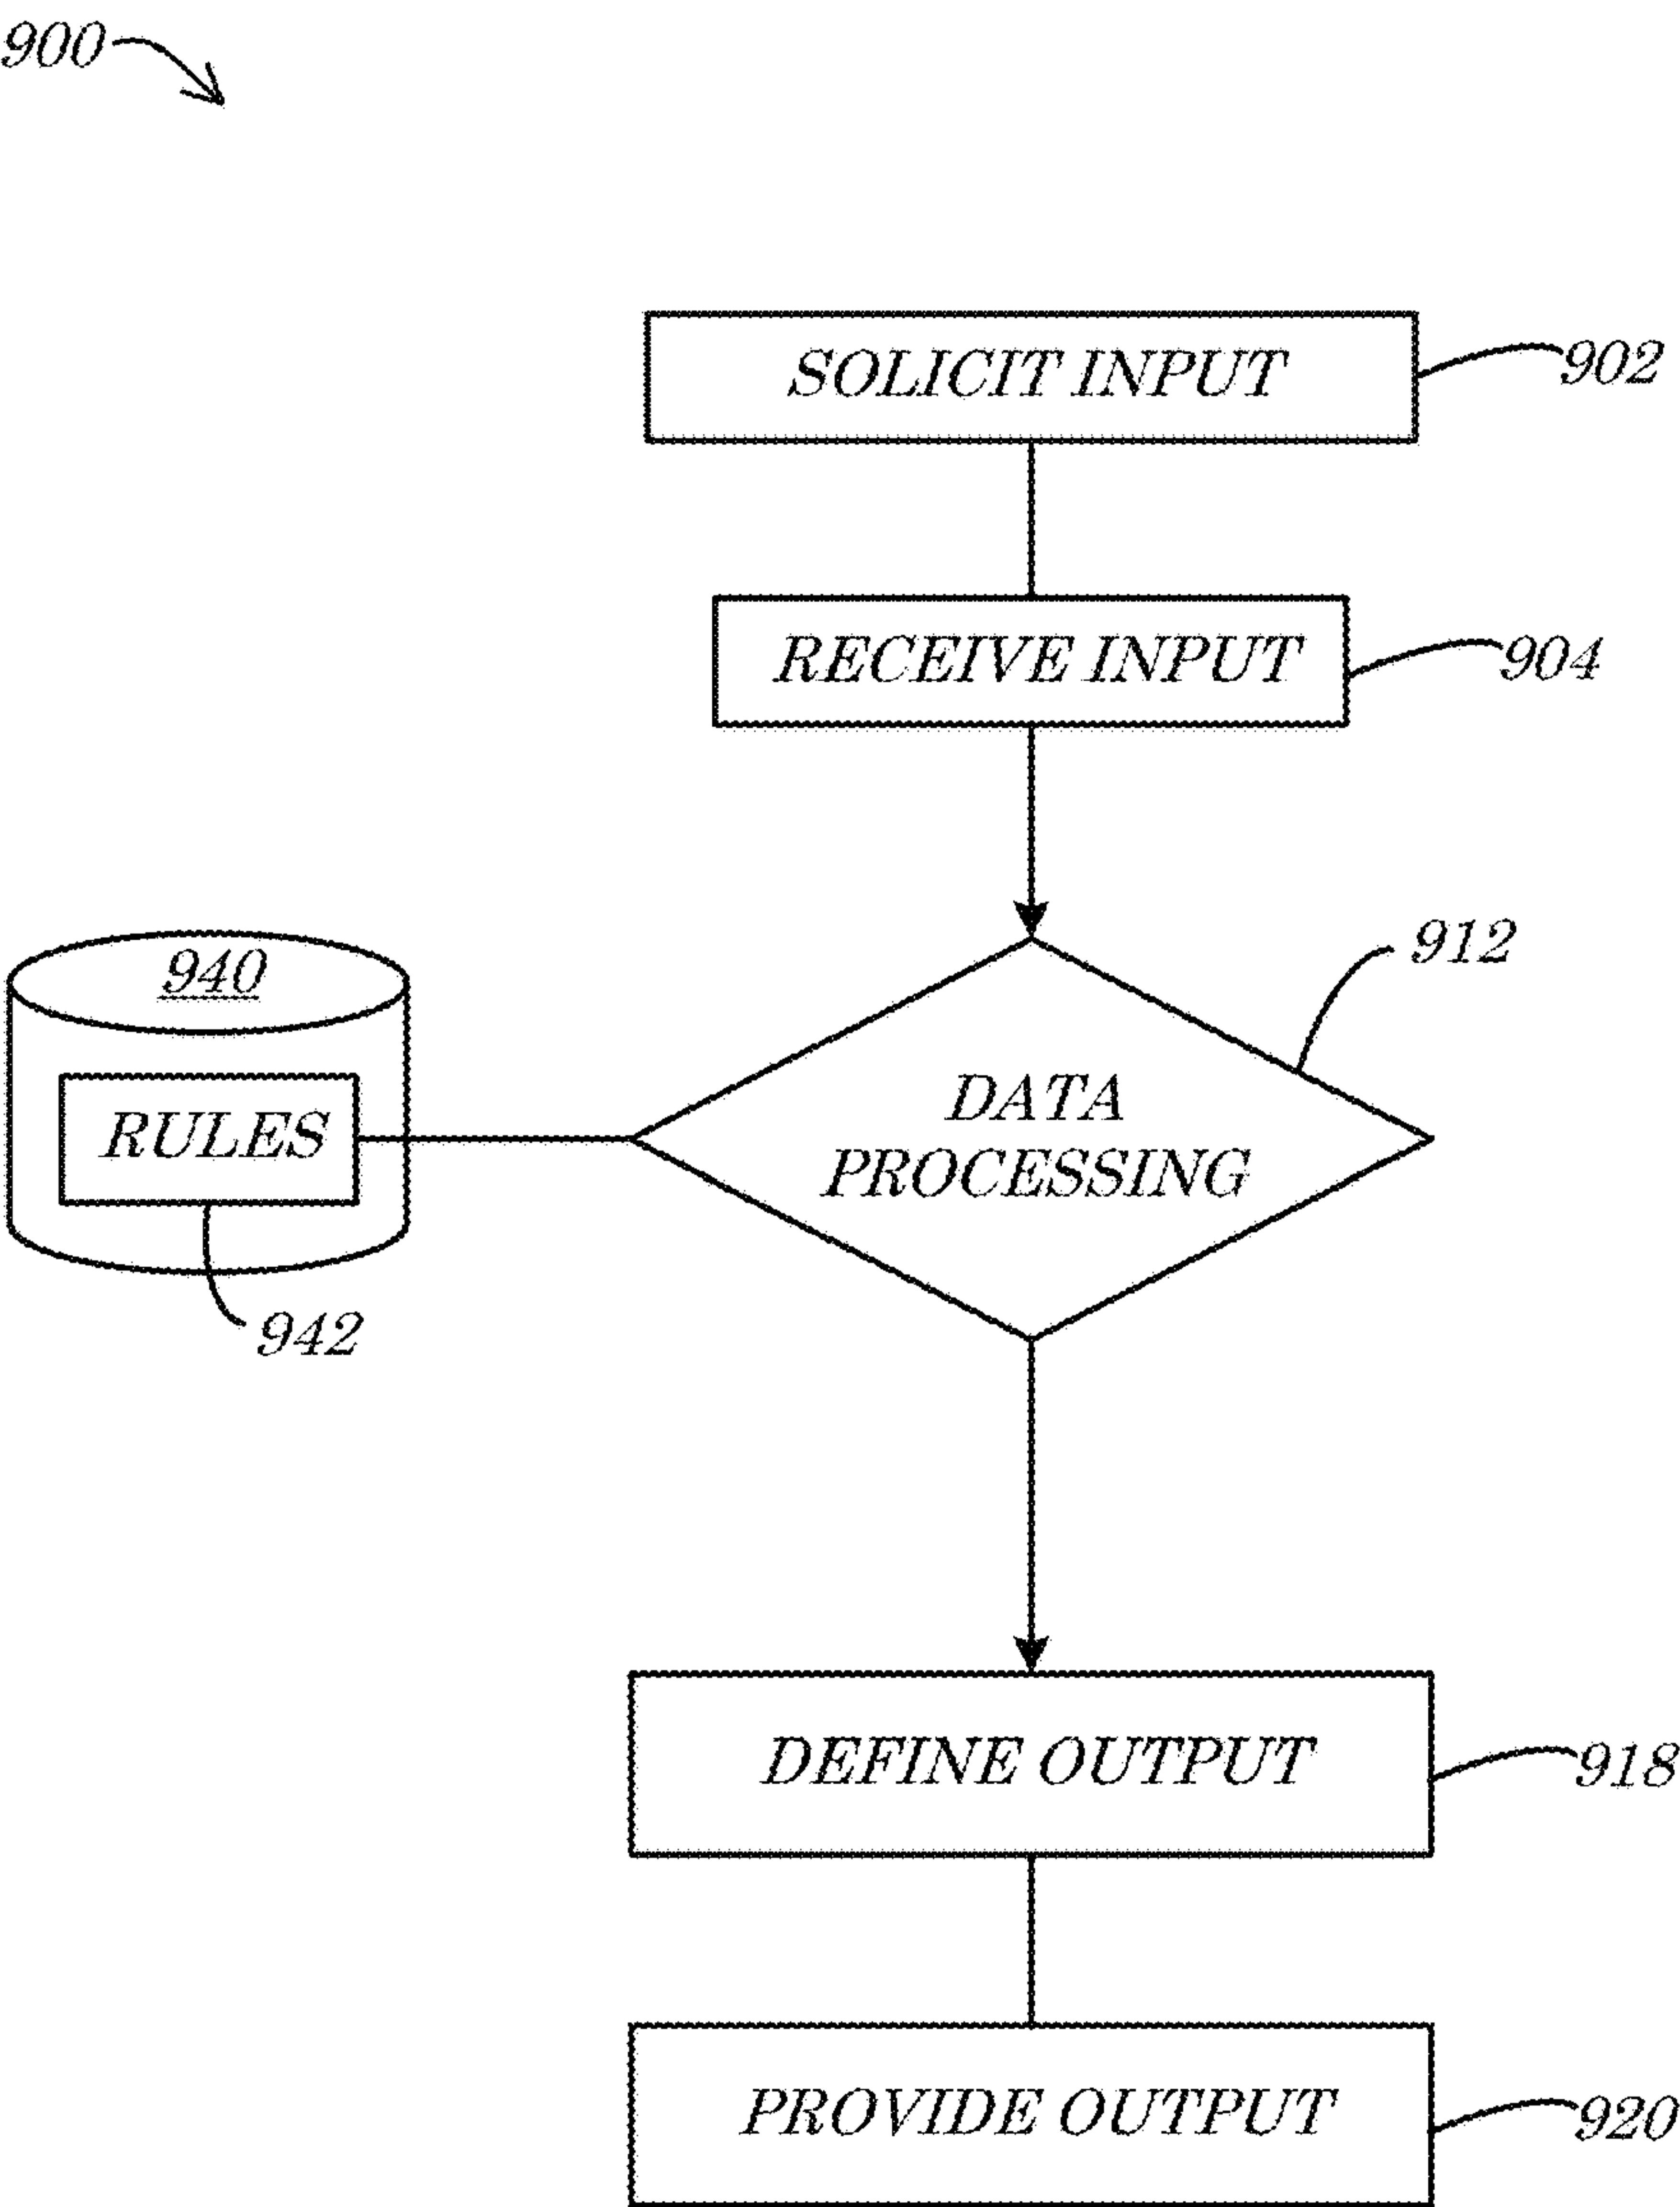 900
SOLICIT INPUT
902
RECEIVE INPUT
904
912
940
DATA
PROCESSING
RULES
942
DEFINE OUTPUT
918
PROVIDE OUTPUT
920